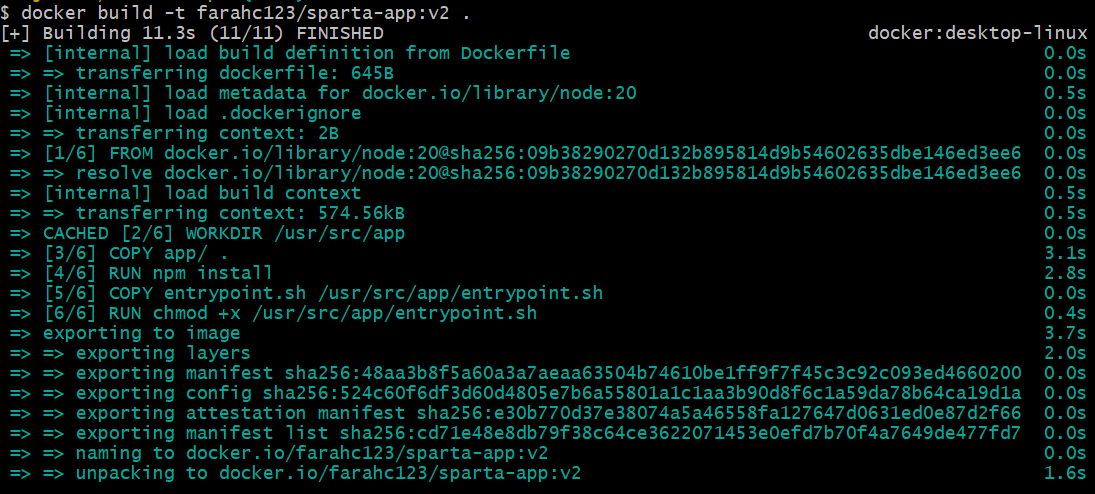 $ docker build -t farahc123/sparta-app:v2 .
[+] Building 11.3s (11/11) FINISHED docker:desktop-linux
=> [internal] load build definition from Dockerfile 0.0s
=> => transferring dockerfile: 645B 0.0s
=> [internal] load metadata for docker.io/library/node:20 0.5s
=> [internal] load .dockerignore 0.0s
=> => transferring context: 2B 0.0s
=> [1/6] FROM docker.io/library/node:20@sha256:09b38290270d132b895814d9b54602635dbe146ed3ee6 0.0s
=> => resolve docker.io/library/node:20@sha256:09b38290270d132b895814d9b54602635dbe146ed3ee6 0.0s
=> [internal] load build context 0.5s
=> => transferring context: 574.56kB 0.5s
=> CACHED [2/6] WORKDIR /usr/src/app 0.0s
=> [3/6] COPY app/ . 3.1s
=> [4/6] RUN npm install 2.8s
=> [5/6] COPY entrypoint.sh /usr/src/app/entrypoint.sh 0.0s
=> [6/6] RUN chmod +x /usr/src/app/entrypoint.sh 0.4s
=> exporting to image 3.7s
=> => exporting layers 2.0s
=> => exporting manifest sha256:48aa3b8f5a60a3a7aeaa63504b74610be1ff9f7f45c3c92c093ed4660200 0.0s
=> => exporting config sha256:524c60f6df3d60d4805e7b6a55801a1c1aa3b90d8f6c1a59da78b64ca19d1a 0.0s
=> => exporting attestation manifest sha256:e30b770d37e38074a5a46558fa127647d0631ed0e87d2f66 0.0s
=> => exporting manifest list sha256:cd71e48e8db79f38c64ce3622071453e0efd7b70f4a7649de477fd7 0.0s
=> => naming to docker.io/farahc123/sparta-app:v2 0.0s
=> => unpacking to docker.io/farahc123/sparta-app:v2 1.6s